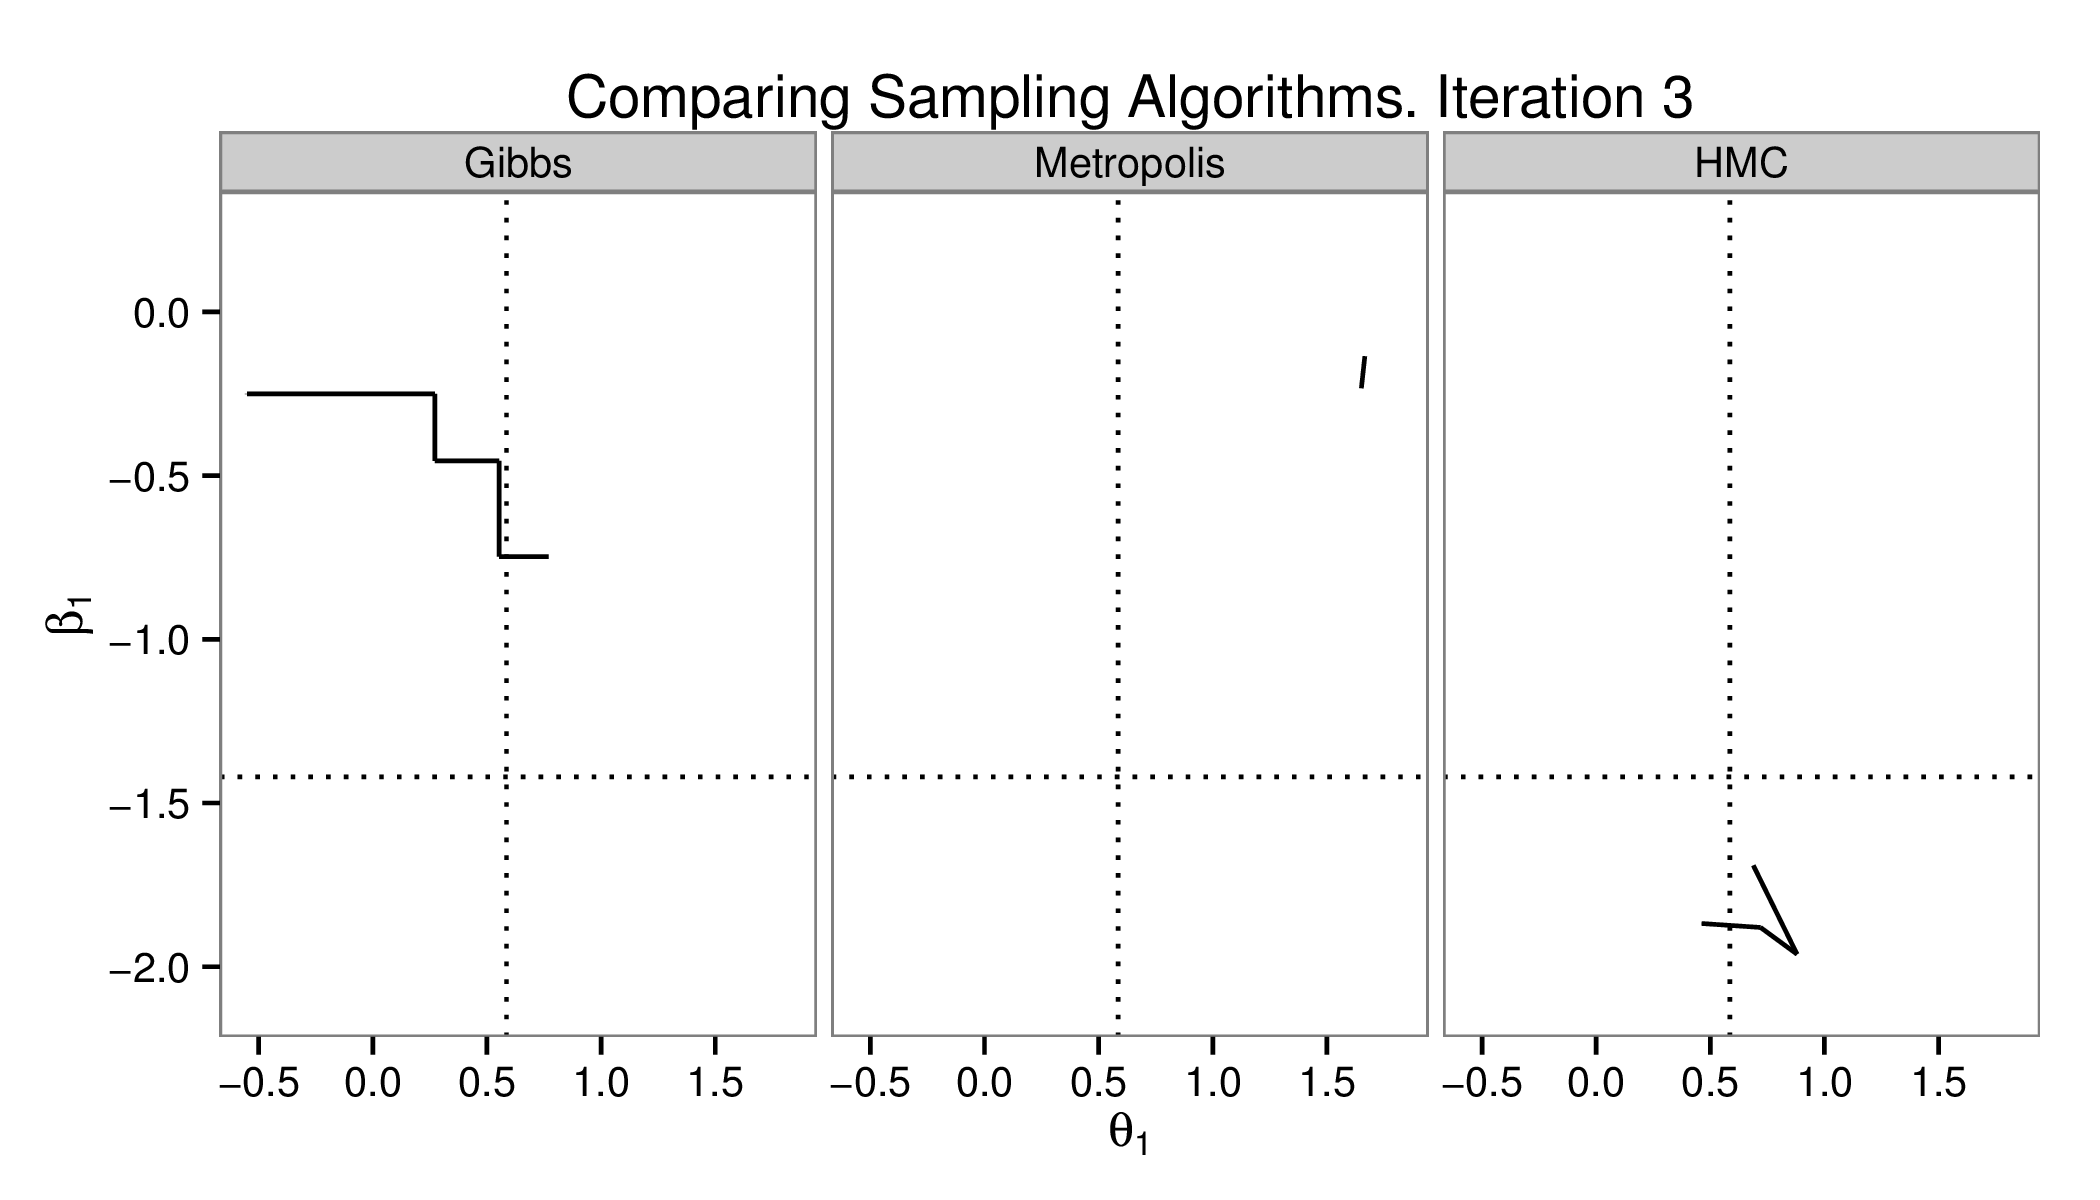 Comparing Sampling Algorithms. Iteration 3
Gibbs Metropolis HMC
0.0
−0.5
−1.0
−1.5
−2.0
β1
−0.5 0.0 0.5 1.0 1.5 −0.5 0.0 0.5 1.0 1.5 −0.5 0.0 0.5 1.0 1.5
θ1